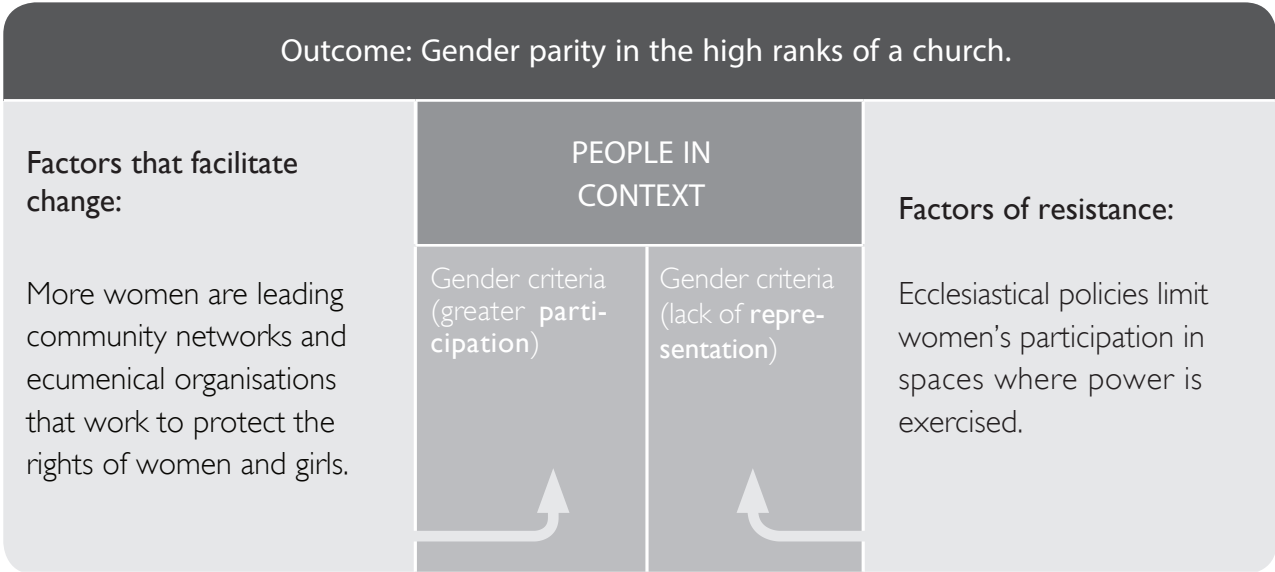 Outcome: Gender parity in the high ranks of a church.
Factors that facilitate
change:
More women are leading
community networks and
ecumenical organisations
that work to protect the
rights of women and girls.
PEOPLE IN
CONTEXT
Gender criteria
(greater parti-
cipation)
Gender criteria
(lack of repre-
sentation)
Factors of resistance:
Ecclesiastical policies limit
women’s participation in
spaces where power is
exercised.